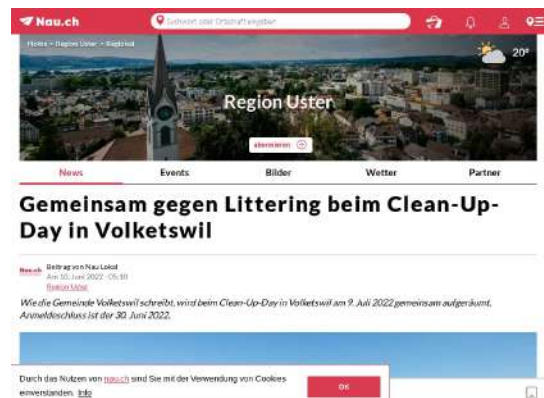 Nau.ch
Suchwort oder Ortschaft eingeben
Home • Region Uster • Regional
20°
Region Uster
abonnieren
News Events Bilder Wetter Partner
Gemeinsam gegen Littering beim Clean-Up-
Day in Volketswil
Nau.ch Beitrag von Nau Lokal
Am 10. Juni 2022 - 05:10
Region Uster
Wie die Gemeinde Volketswil schreibt, wird beim Clean-Up-Day in Volketswil am 9. Juli 2022 gemeinsam aufgeräumt.
Anmeldeschluss ist der 30. Juni 2022.
Durch das Nutzen von nau.ch sind Sie mit der Verwendung von Cookies
einverstanden. Info
OK